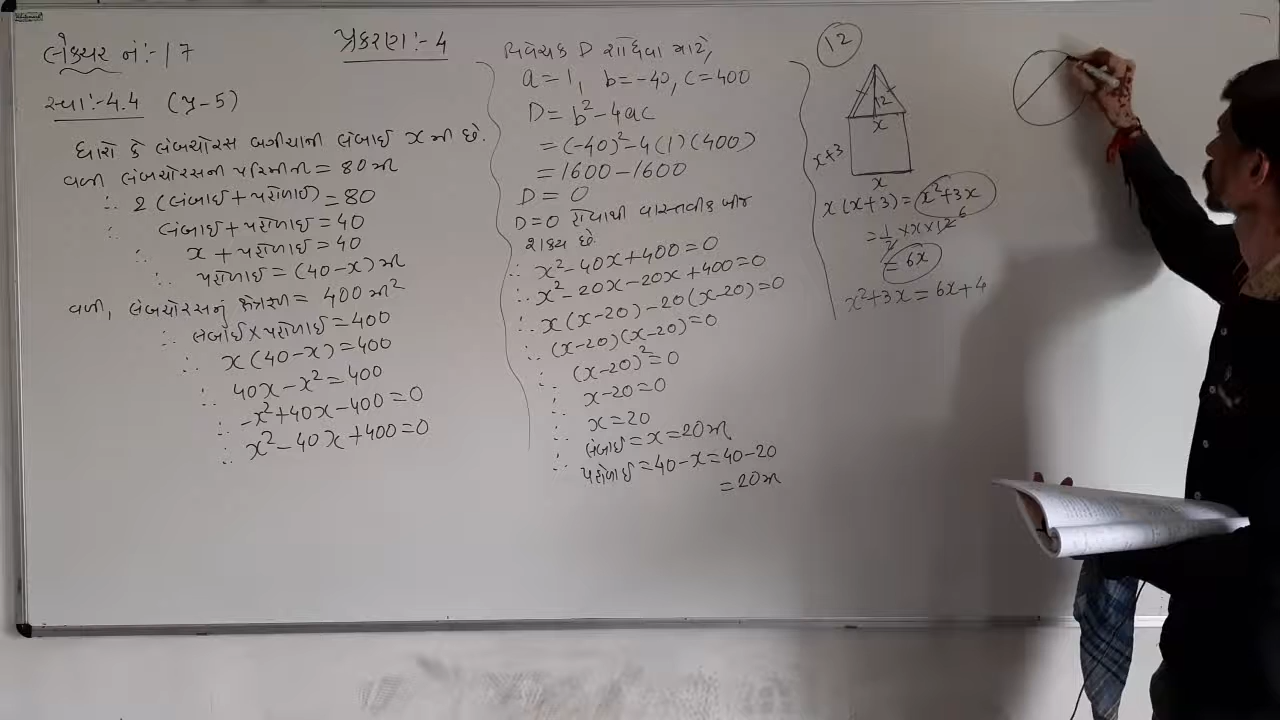 લેક્ચર નં:-17
પ્રકરણ:-4
સ્વા:-4.4 (પ્ર-5)
ધારો કે લંબચોરસ બગીચાની લંબાઈ x મી છે.
વળી લંબચોરસની પરિમીતી = 80 મી
∴ 2 (લંબાઈ + પહોળાઈ) = 80
∴ લંબાઈ + પહોળાઈ = 40
∴ x + પહોળાઈ = 40
∴ પહોળાઈ = (40-x) મી
વળી, લંબચોરસનું ક્ષેત્રફળ = 400 મી²
∴ લંબાઈ × પહોળાઈ = 400
∴ x(40-x) = 400
∴ 40x - x² = 400
∴ -x² + 40x - 400 = 0
∴ x² - 40x + 400 = 0
વિવેચક D શોધવા માટે,
a = 1, b = -40, c = 400
D = b² - 4ac
= (-40)² - 4(1)(400)
= 1600 - 1600
D = 0
D = 0 હોવાથી વાસ્તવીક બીજ
શક્ય છે.
∴ x² - 40x + 400 = 0
∴ x² - 20x - 20x + 400 = 0
∴ x(x-20) - 20(x-20) = 0
∴ (x-20)(x-20) = 0
∴ (x-20)² = 0
∴ x - 20 = 0
∴ x = 20
∴ લંબાઈ = x = 20 મી
∴ પહોળાઈ = 40 - x = 40 - 20
= 20 મી
12
12
x
x+3
x
x(x+3) = x² + 3x
= 1/2 × x × 12 6
= 6x
x² + 3x = 6x + 4